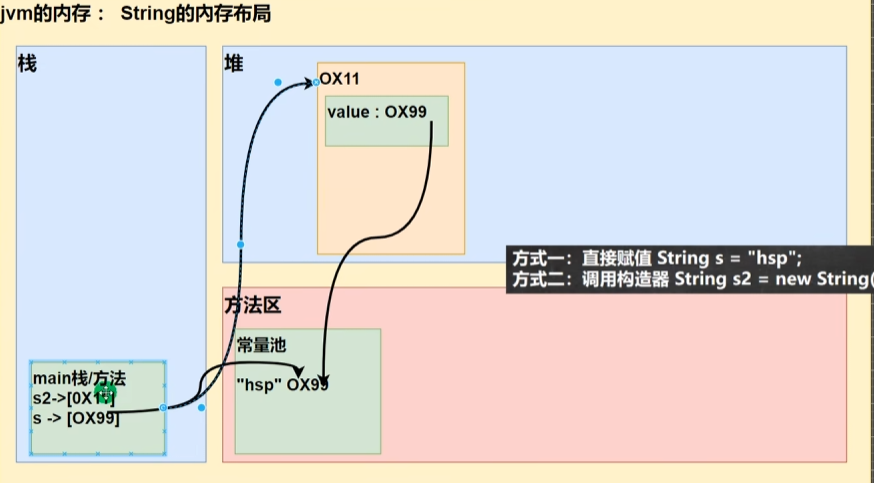 jvm的内存： String的内存布局
栈
堆
OX11
value : OX99
方式一：直接赋值 String s = "hsp";
方式二：调用构造器 String s2 = new String(
方法区
常量池
"hsp" OX99
main栈/方法
s2->[0X11]
s -> [OX99]